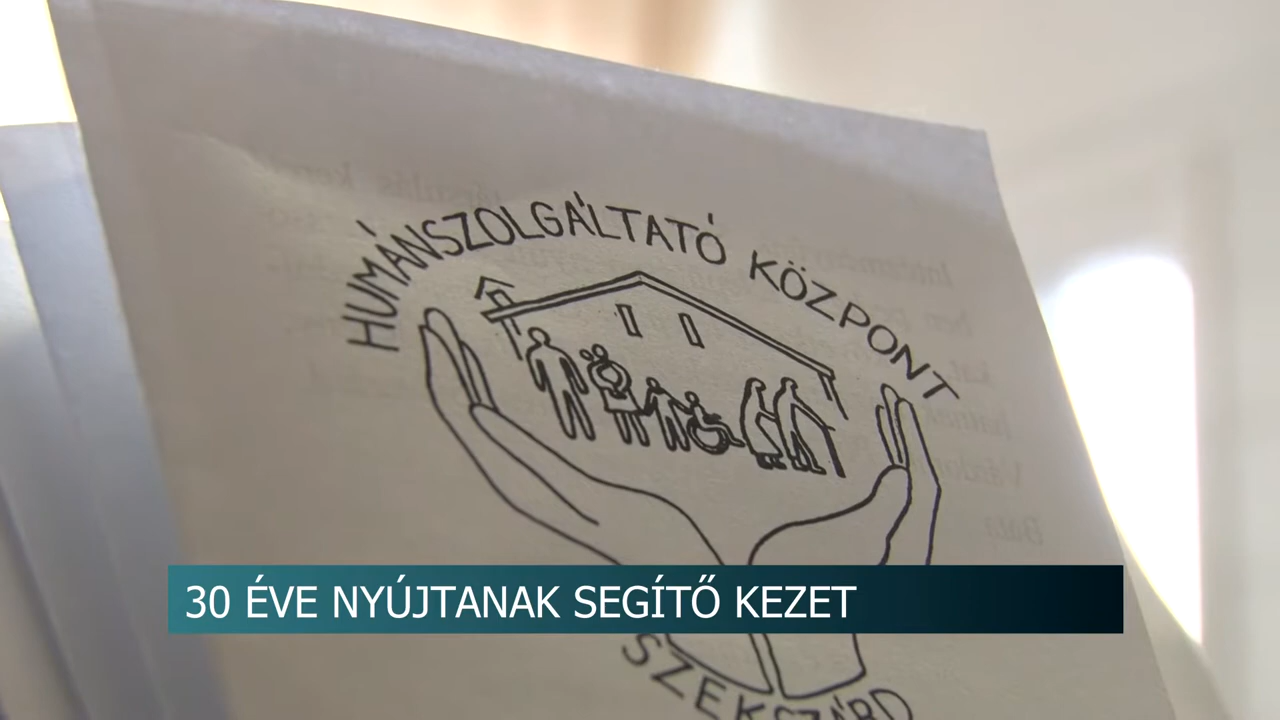 HUMÁNSZOLGÁLTATÓ KÖZPONT
30 ÉVE NYÚJTANAK SEGÍTŐ KEZET
SZEKSZÁRD